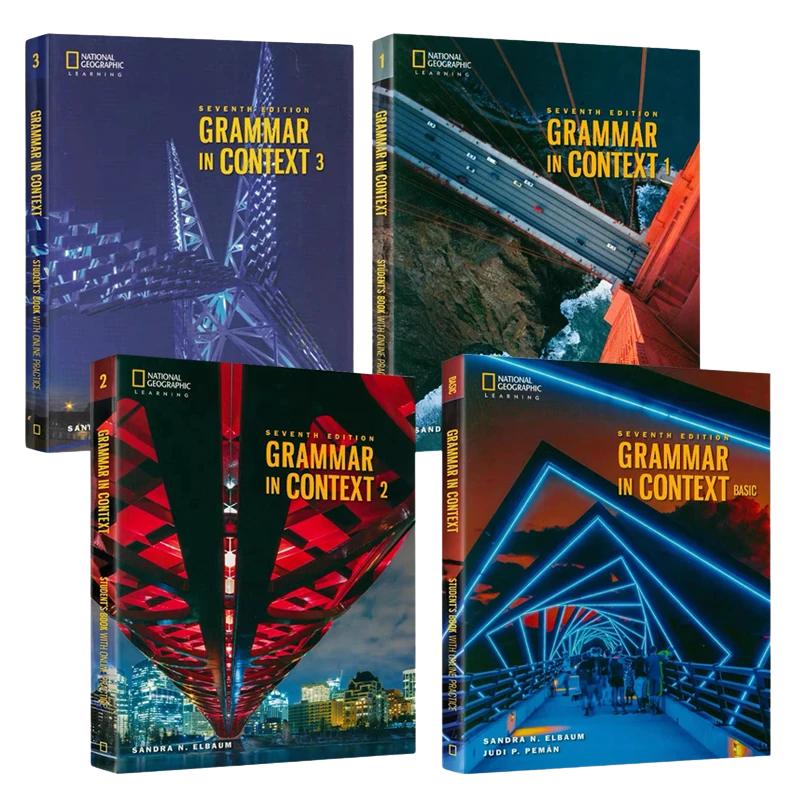 3
NATIONAL
GEOGRAPHIC
LEARNING
SEVENTH EDITION
GRAMMAR
IN CONTEXT 3
GRAMMAR IN CONTEXT
STUDENT'S BOOK WITH ONLINE PRACTICE
1
NATIONAL
GEOGRAPHIC
LEARNING
SEVENTH EDITION
GRAMMAR
IN CONTEXT 1
GRAMMAR IN CONTEXT
STUDENT'S BOOK WITH ONLINE PRACTICE
2
NATIONAL
GEOGRAPHIC
LEARNING
SEVENTH EDITION
GRAMMAR
IN CONTEXT 2
GRAMMAR IN CONTEXT
STUDENT'S BOOK WITH ONLINE PRACTICE
SANDRA N. ELBAUM
BASIC
NATIONAL
GEOGRAPHIC
LEARNING
SEVENTH EDITION
GRAMMAR
IN CONTEXT BASIC
GRAMMAR IN CONTEXT
STUDENT'S BOOK WITH ONLINE PRACTICE
SANDRA N. ELBAUM
JUDI P. PEMÁN